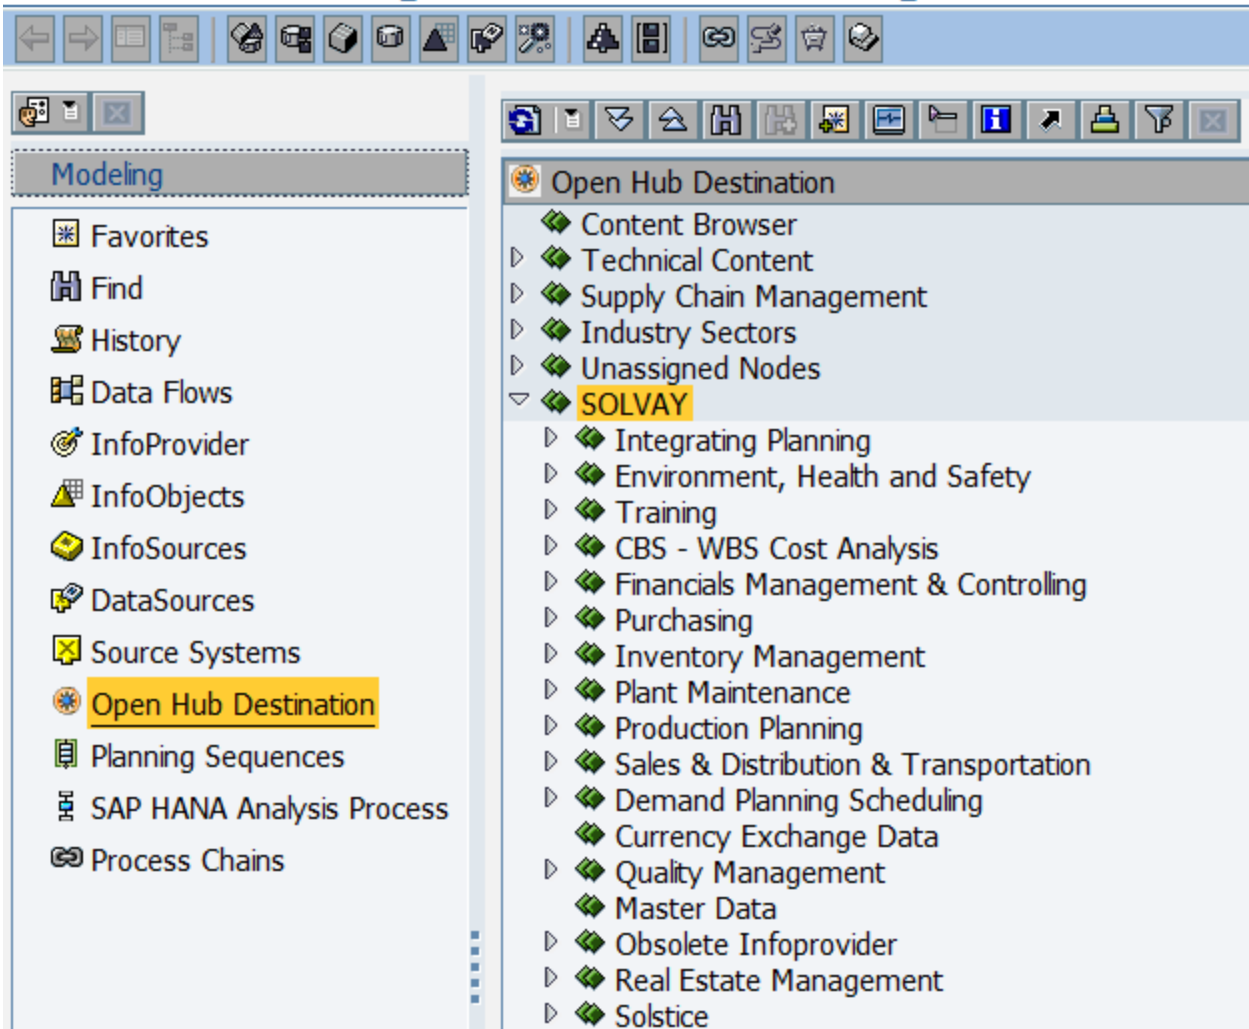 Modeling
Favorites
Find
History
Data Flows
InfoProvider
InfoObjects
InfoSources
DataSources
Source Systems
Open Hub Destination
Planning Sequences
SAP HANA Analysis Process
Process Chains
Open Hub Destination
Content Browser
Technical Content
Supply Chain Management
Industry Sectors
Unassigned Nodes
SOLVAY
Integrating Planning
Environment, Health and Safety
Training
CBS - WBS Cost Analysis
Financials Management & Controlling
Purchasing
Inventory Management
Plant Maintenance
Production Planning
Sales & Distribution & Transportation
Demand Planning Scheduling
Currency Exchange Data
Quality Management
Master Data
Obsolete Infoprovider
Real Estate Management
Solstice